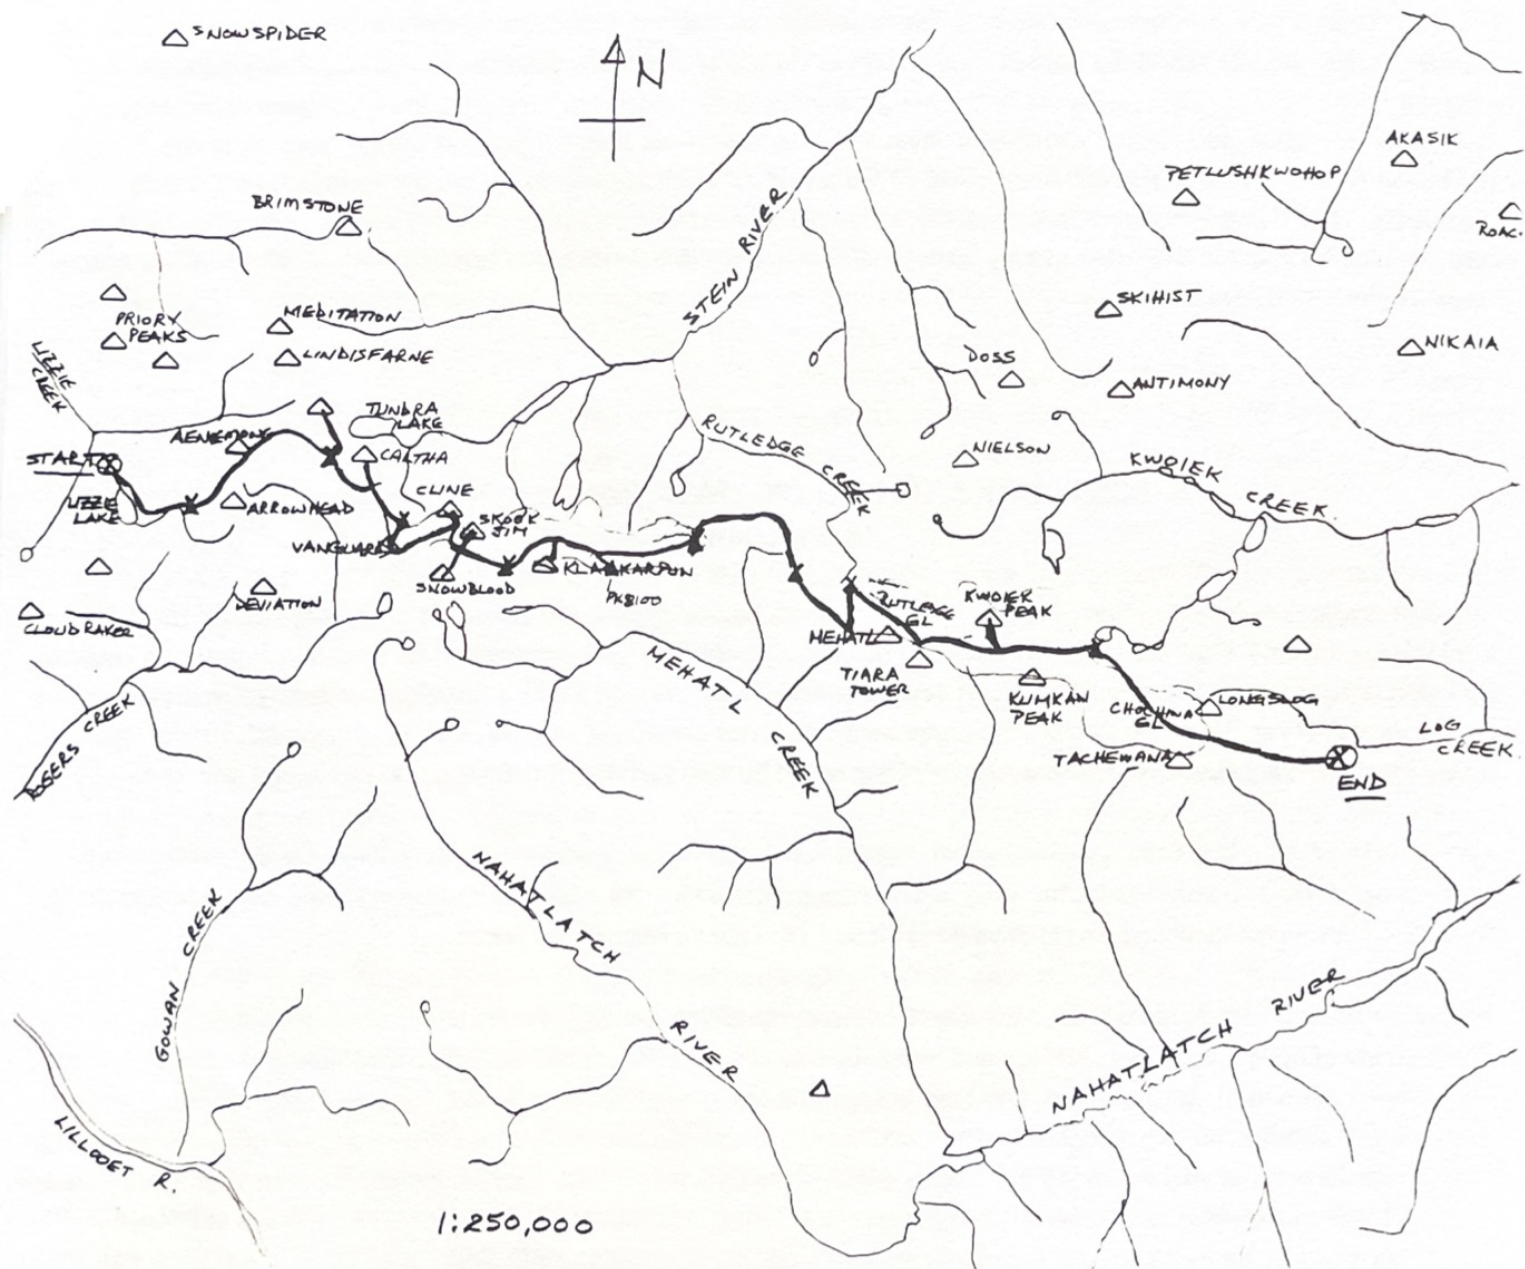 SNOWSPIDER
N
AKASIK
PETLUSHKWOHOP
ROAC.
BRIMSTONE
STEIN RIVER
SKIHIST
MEDITATION
PRIORY
PEAKS
LINDISFARNE
NIKAIA
LIZZIE
CREEK
DOSS
ANTIMONY
TUNDRA
LAKE
AENEMONE
RUTLEDGE CREEK
START
CALTHA
NIELSON
KWOIEK
CREEK
CLINE
LIZZIE
LAKE
ARROWHEAD
SKOOK
JIM
VANGUARD
KLAHKARPUN
SNOWBLOOD
PK8100
DEVIATION
CLOUDRAKER
RUTLEDGE
GL
KWOIEK
PEAK
MEHATL
MEHATL
CREEK
TIARA
TOWER
KUMKAN
PEAK
CHOCHIWA
GL
LONGSLOG
LOG
CREEK
ROGERS CREEK
TACHEWANA
END
NAHATLATCH
RIVER
GOWAN CREEK
NAHATLATCH RIVER
LILLOOET R.
1:250,000